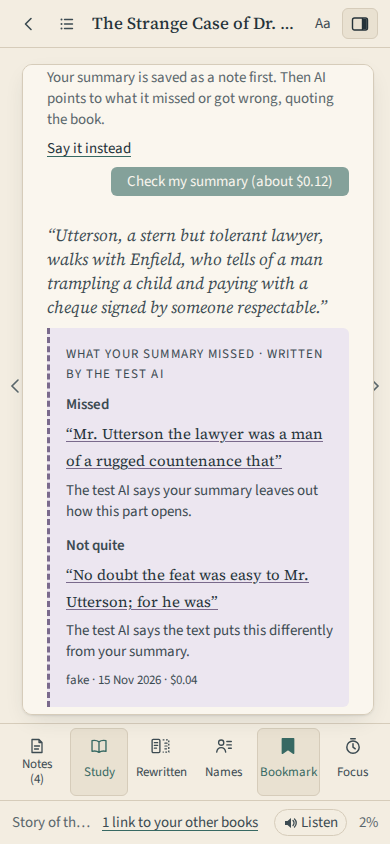 The Strange Case of Dr. ...
Aa
Your summary is saved as a note first. Then AI
points to what it missed or got wrong, quoting
the book.
Say it instead
Check my summary (about $0.12)
“Utterson, a stern but tolerant lawyer,
walks with Enfield, who tells of a man
trampling a child and paying with a
cheque signed by someone respectable.”
WHAT YOUR SUMMARY MISSED · WRITTEN
BY THE TEST AI
Missed
“Mr. Utterson the lawyer was a man
of a rugged countenance that”
The test AI says your summary leaves out
how this part opens.
Not quite
“No doubt the feat was easy to Mr.
Utterson; for he was”
The test AI says the text puts this differently
from your summary.
fake · 15 Nov 2026 · $0.04
Notes
(4)
Study
Rewritten
Names
Bookmark
Focus
Story of th...
1 link to your other books
Listen
2%